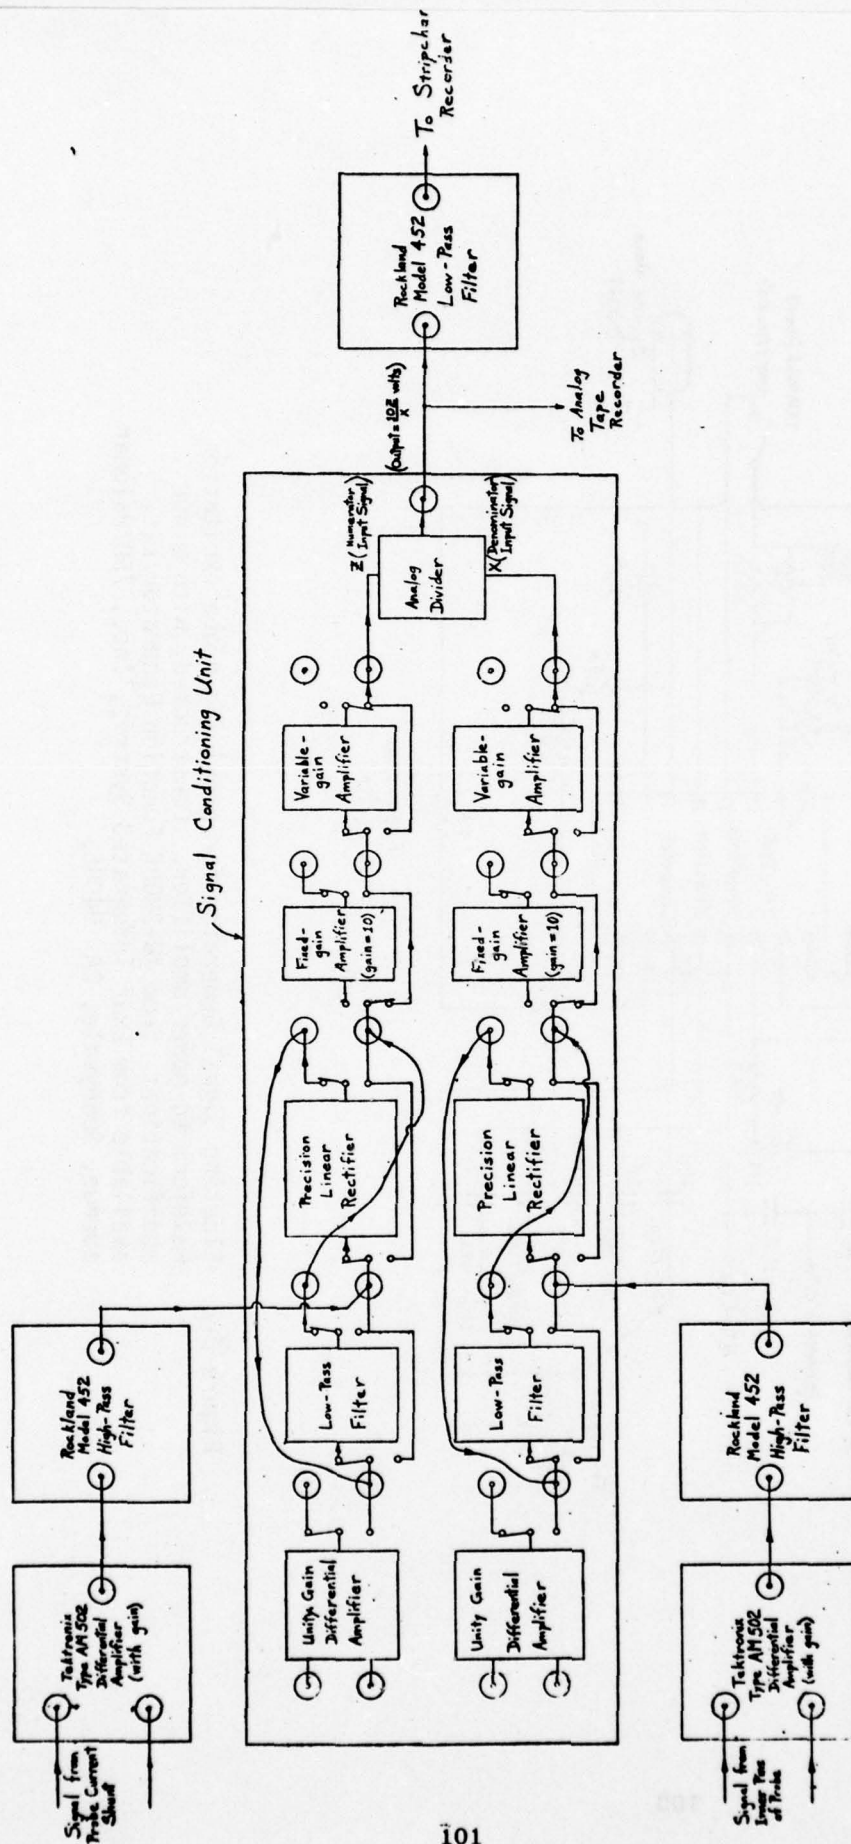 Signal from
Probe Current
Shunt
Tektronix
Type AM 502
Differential
Amplifier
(with gain)
Rockland
Model 452
High-Pass
Filter
Signal Conditioning Unit
Unity Gain
Differential
Amplifier
Low-Pass
Filter
Precision
Linear
Rectifier
Fixed-
gain
Amplifier
(gain=10)
Variable-
gain
Amplifier
Z (Numerator
Input Signal)
Analog
Divider
X (Denominator
Input Signal)
(Output = 10Z/X volts)
Rockland
Model 452
Low-Pass
Filter
To Stripchar
Recorder
To Analog
Tape
Recorder
Unity Gain
Differential
Amplifier
Low-Pass
Filter
Precision
Linear
Rectifier
Fixed-
gain
Amplifier
(gain=10)
Variable-
gain
Amplifier
Signal from
Inner Pins
of Probe
Tektronix
Type AM 502
Differential
Amplifier
(with gain)
Rockland
Model 452
High-Pass
Filter
101